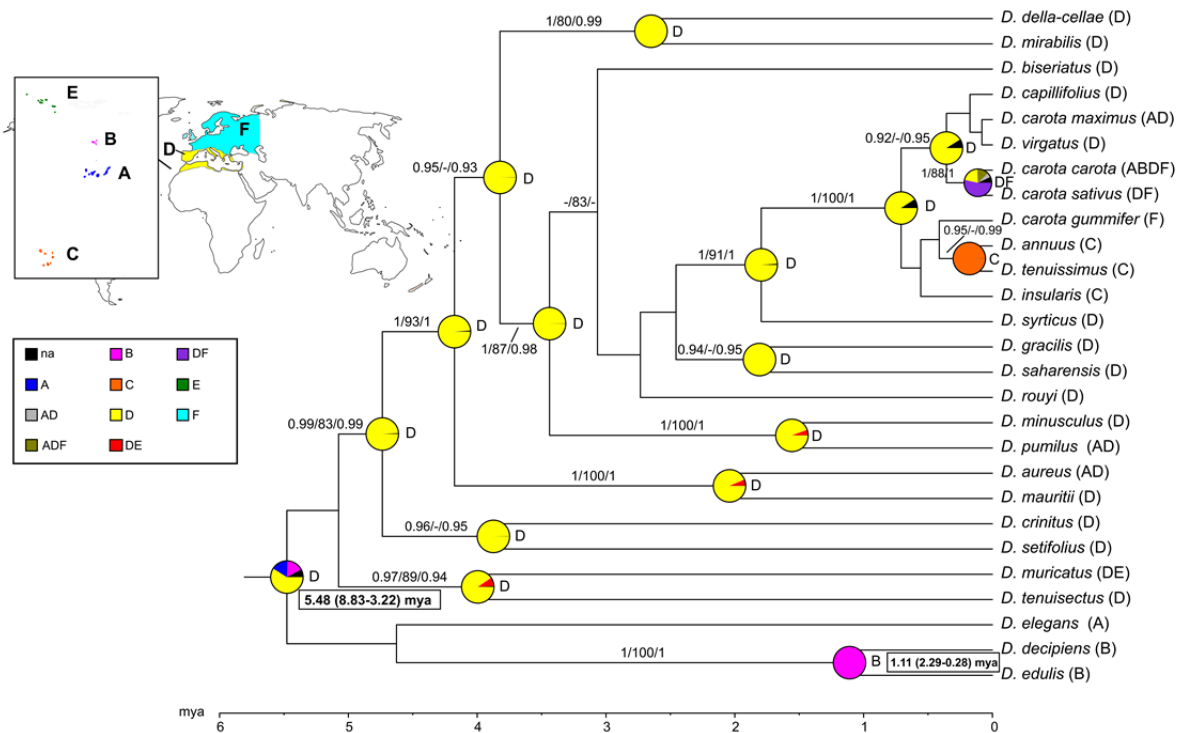 1/80/0.99
D
D. della-cellae (D)
D. mirabilis (D)
D. biseriatus (D)
D. capillifolius (D)
D. carota maximus (AD)
D. virgatus (D)
D. carota carota (ABDF)
D. carota sativus (DF)
D. carota gummifer (F)
D. annuus (C)
D. tenuissimus (C)
D. insularis (C)
D. syrticus (D)
D. gracilis (D)
D. saharensis (D)
D. rouyi (D)
D. minusculus (D)
D. pumilus (AD)
D. aureus (AD)
D. mauritii (D)
D. crinitus (D)
D. setifolius (D)
D. muricatus (DE)
D. tenuisectus (D)
D. elegans (A)
D. decipiens (B)
D. edulis (B)
E
B
A
C
D
F
0.92/-/0.95
D
1/88/1
DF
0.95/-/0.93
D
-/83/-
1/100/1
D
0.95/-/0.99
C
1/91/1
D
1/93/1
D
D
1/87/0.98
0.94/-/0.95
D
na
B
DF
A
C
E
AD
D
F
ADF
DE
0.99/83/0.99
D
1/100/1
D
1/100/1
D
0.96/-/0.95
D
0.97/89/0.94
D
D
5.48 (8.83-3.22) mya
1/100/1
B
1.11 (2.29-0.28) mya
mya
6 5 4 3 2 1 0